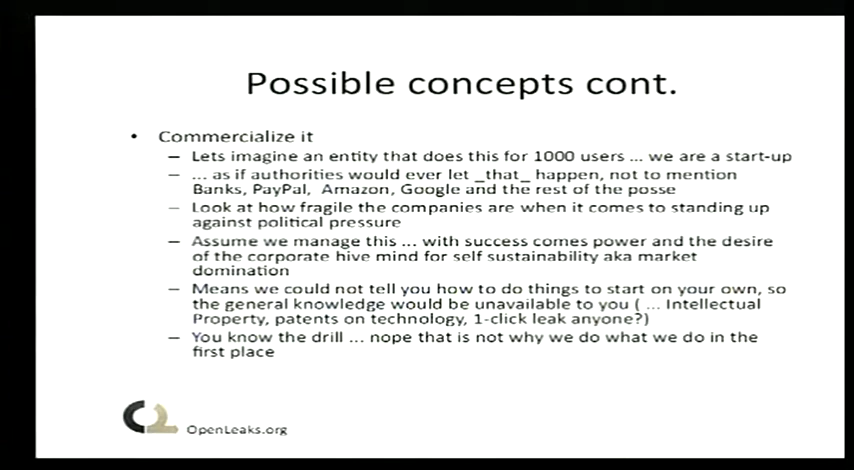 Possible concepts cont.
• Commercialize it
– Lets imagine an entity that does this for 1000 users ... we are a start-up
– ... as if authorities would ever let _that_ happen, not to mention
Banks, PayPal, Amazon, Google and the rest of the posse
– Look at how fragile the companies are when it comes to standing up
against political pressure
– Assume we manage this ... with success comes power and the desire
of the corporate hive mind for self sustainability aka market
domination
– Means we could not tell you how to do things to start on your own, so
the general knowledge would be unavailable to you ( ... Intellectual
Property, patents on technology, 1-click leak anyone?)
– You know the drill ... nope that is not why we do what we do in the
first place
OpenLeaks.org